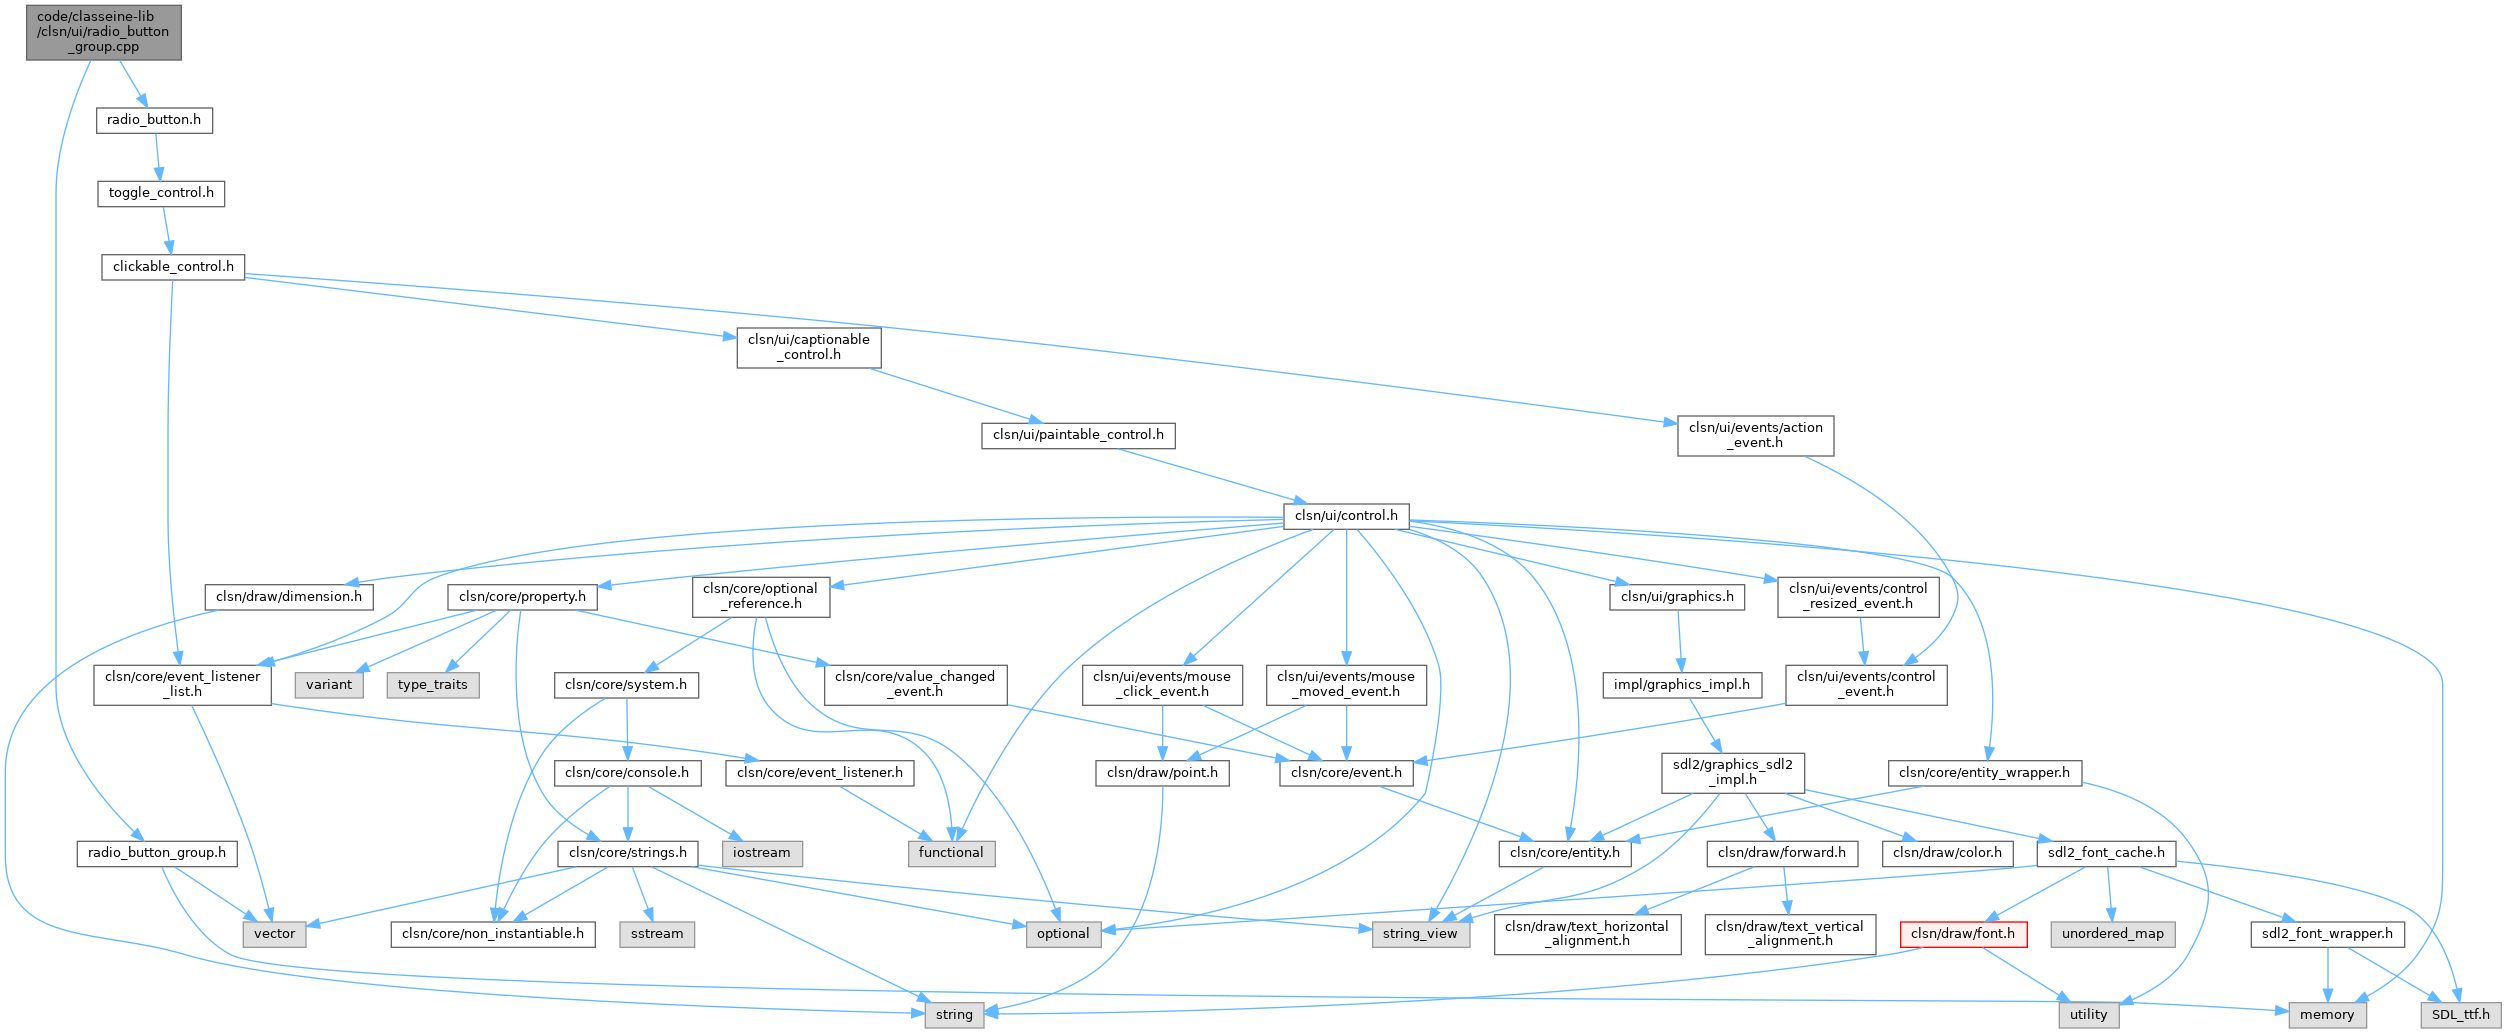 code/classeine-lib
/clsn/ui/radio_button
_group.cpp
radio_button.h
toggle_control.h
clickable_control.h
clsn/ui/captionable
_control.h
clsn/ui/paintable_control.h
clsn/ui/events/action
_event.h
clsn/ui/control.h
clsn/draw/dimension.h
clsn/core/property.h
clsn/core/optional
_reference.h
clsn/ui/graphics.h
clsn/ui/events/control
_resized_event.h
clsn/core/event_listener
_list.h
variant
type_traits
clsn/core/system.h
clsn/core/value_changed
_event.h
clsn/ui/events/mouse
_click_event.h
clsn/ui/events/mouse
_moved_event.h
impl/graphics_impl.h
clsn/ui/events/control
_event.h
clsn/core/console.h
clsn/core/event_listener.h
clsn/draw/point.h
clsn/core/event.h
sdl2/graphics_sdl2
_impl.h
clsn/core/entity_wrapper.h
radio_button_group.h
clsn/core/strings.h
iostream
functional
clsn/core/entity.h
clsn/draw/forward.h
clsn/draw/color.h
sdl2_font_cache.h
vector
clsn/core/non_instantiable.h
sstream
optional
string_view
clsn/draw/text_horizontal
_alignment.h
clsn/draw/text_vertical
_alignment.h
clsn/draw/font.h
unordered_map
sdl2_font_wrapper.h
string
utility
memory
SDL_ttf.h